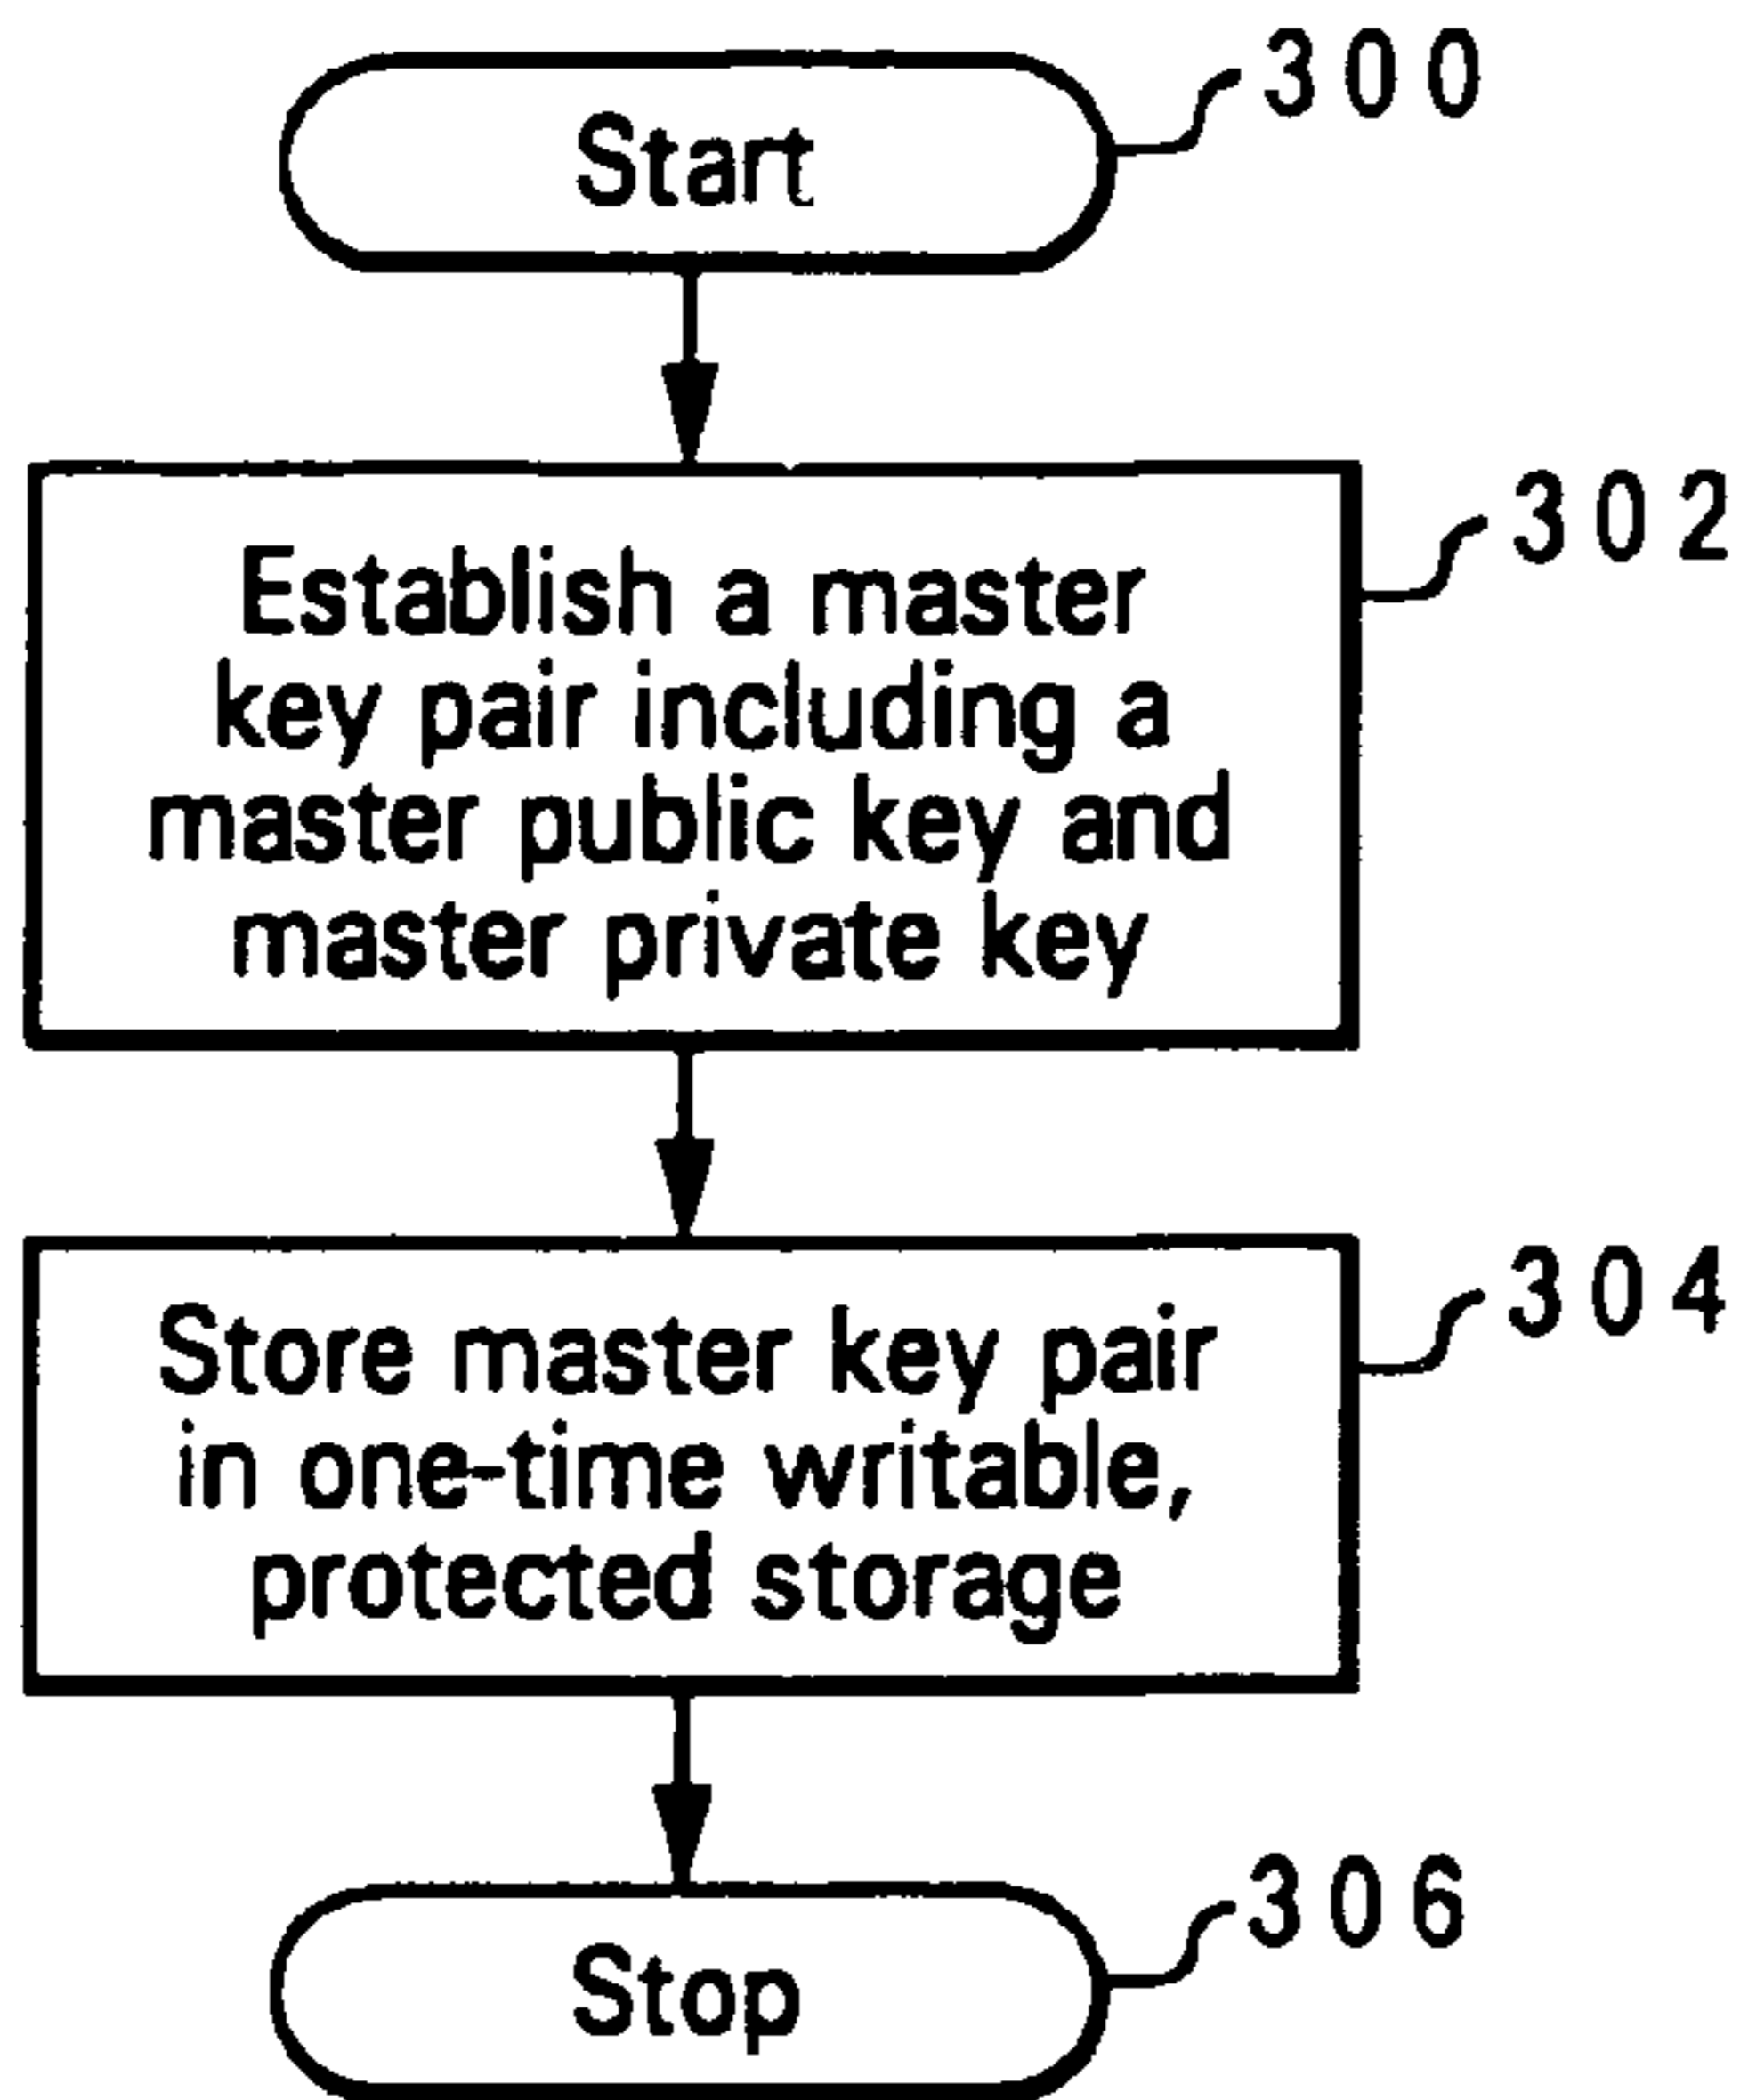 300
Start
302
Establish a master
key pair including a
master public key and
master private key
304
Store master key pair
in one-time writable,
protected storage
306
Stop